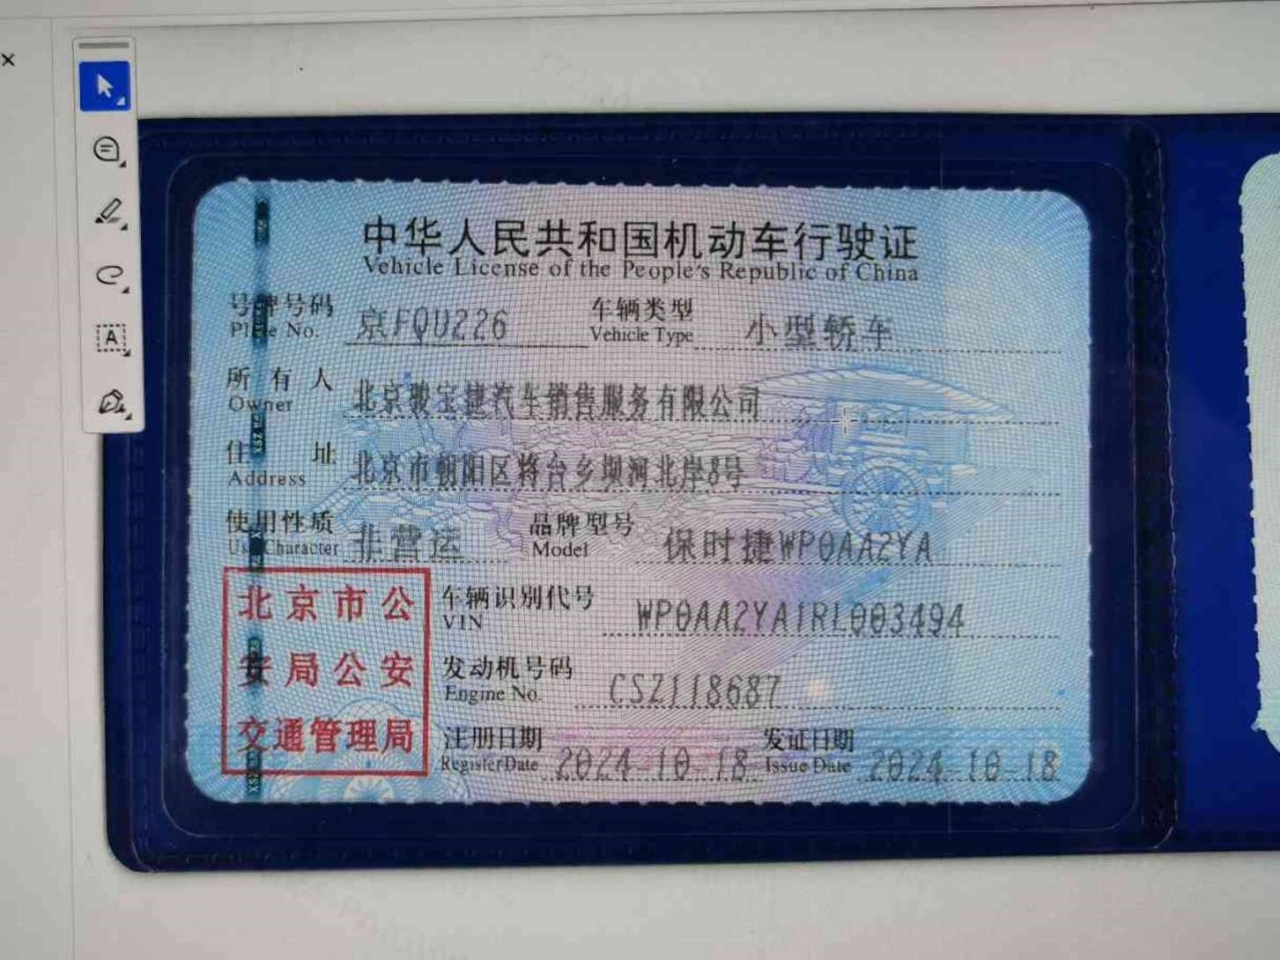 中华人民共和国机动车行驶证
Vehicle License of the People's Republic of China
号牌号码 京FQU226 车辆类型 小型轿车
Plate No. Vehicle Type
所有人 北京骏宝捷汽车销售服务有限公司
Owner
住址 北京市朝阳区将台乡坝河北岸8号
Address
使用性质 非营运 品牌型号 保时捷WP0AA2YA
Use Character Model
北京市公
安局公安
交通管理局
车辆识别代号 WP0AA2YA1RL003494
VIN
发动机号码 CSZ118687
Engine No.
注册日期 2024-10-18 发证日期 2024-10-18
Register Date Issue Date